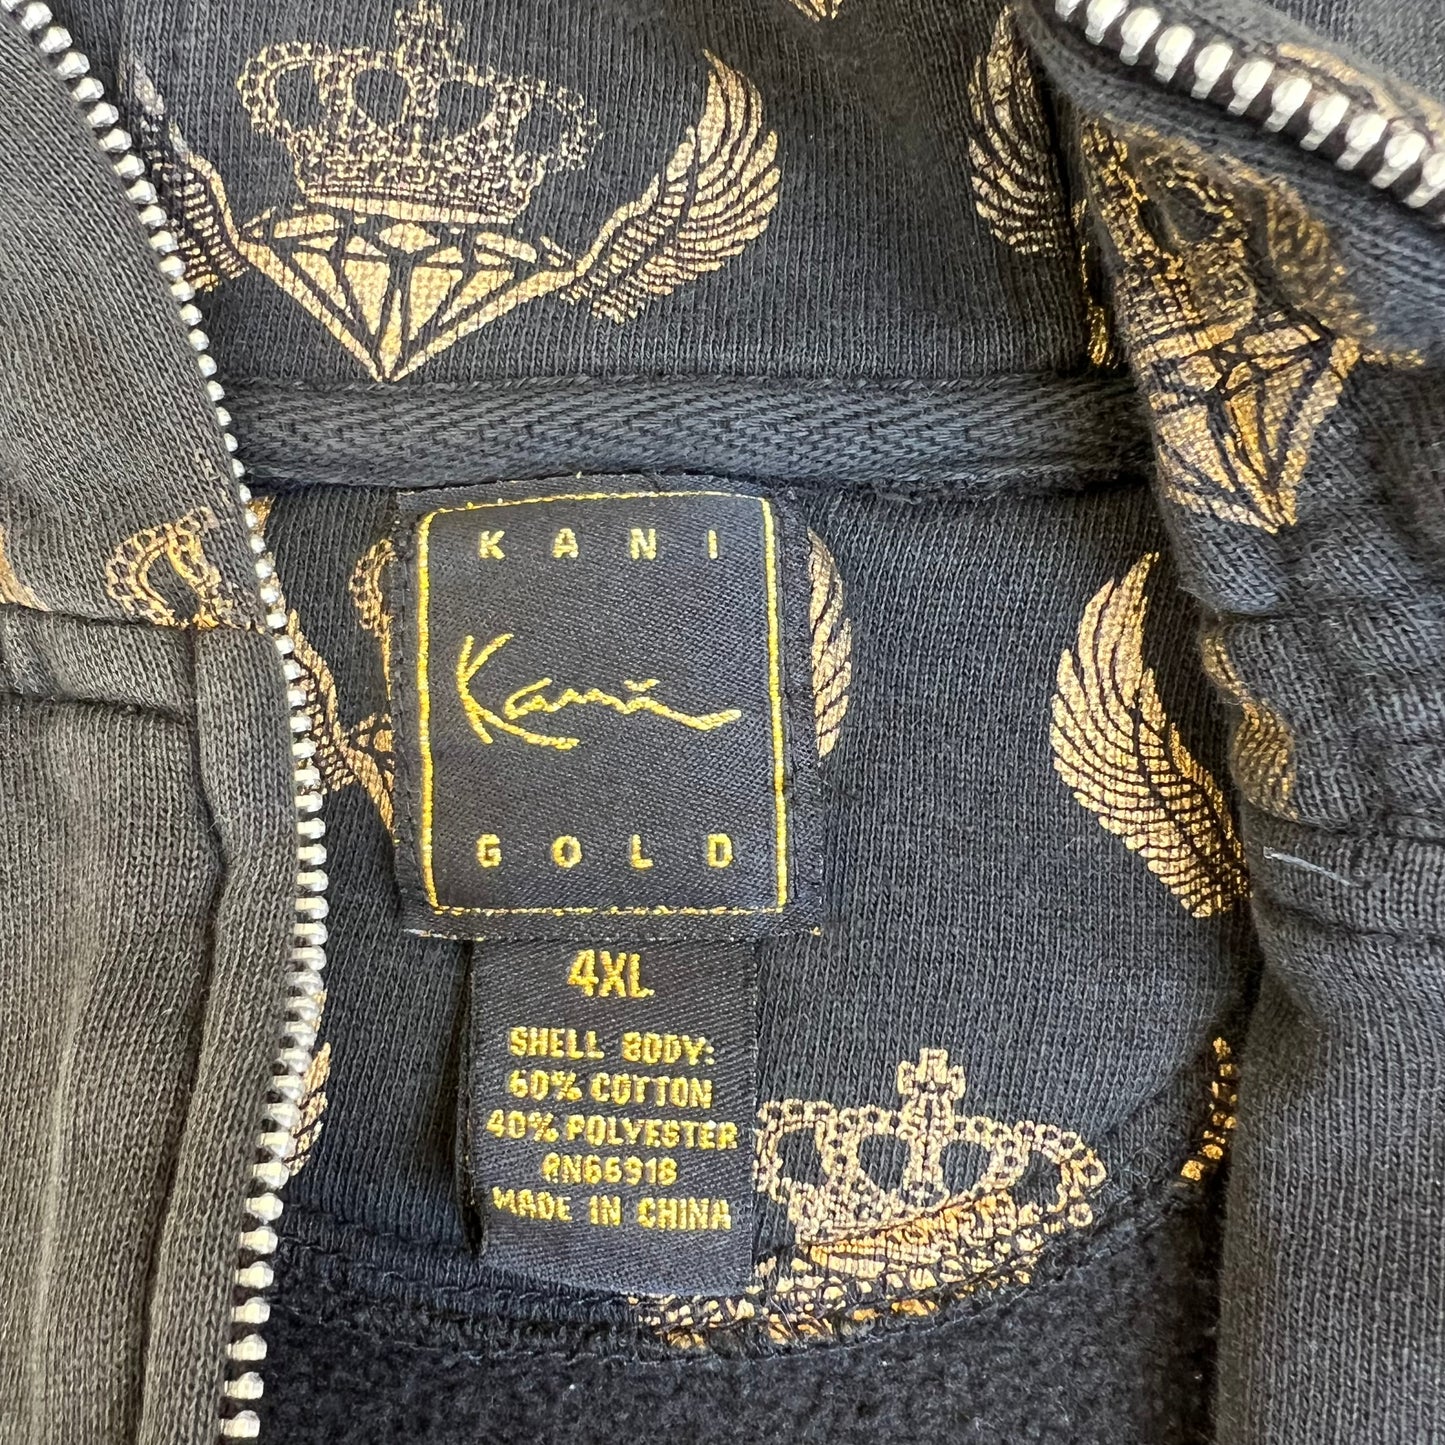 KANI
Kani
GOLD
4XL
SHELL BODY:
60% COTTON
40% POLYESTER
RN66918
MADE IN CHINA